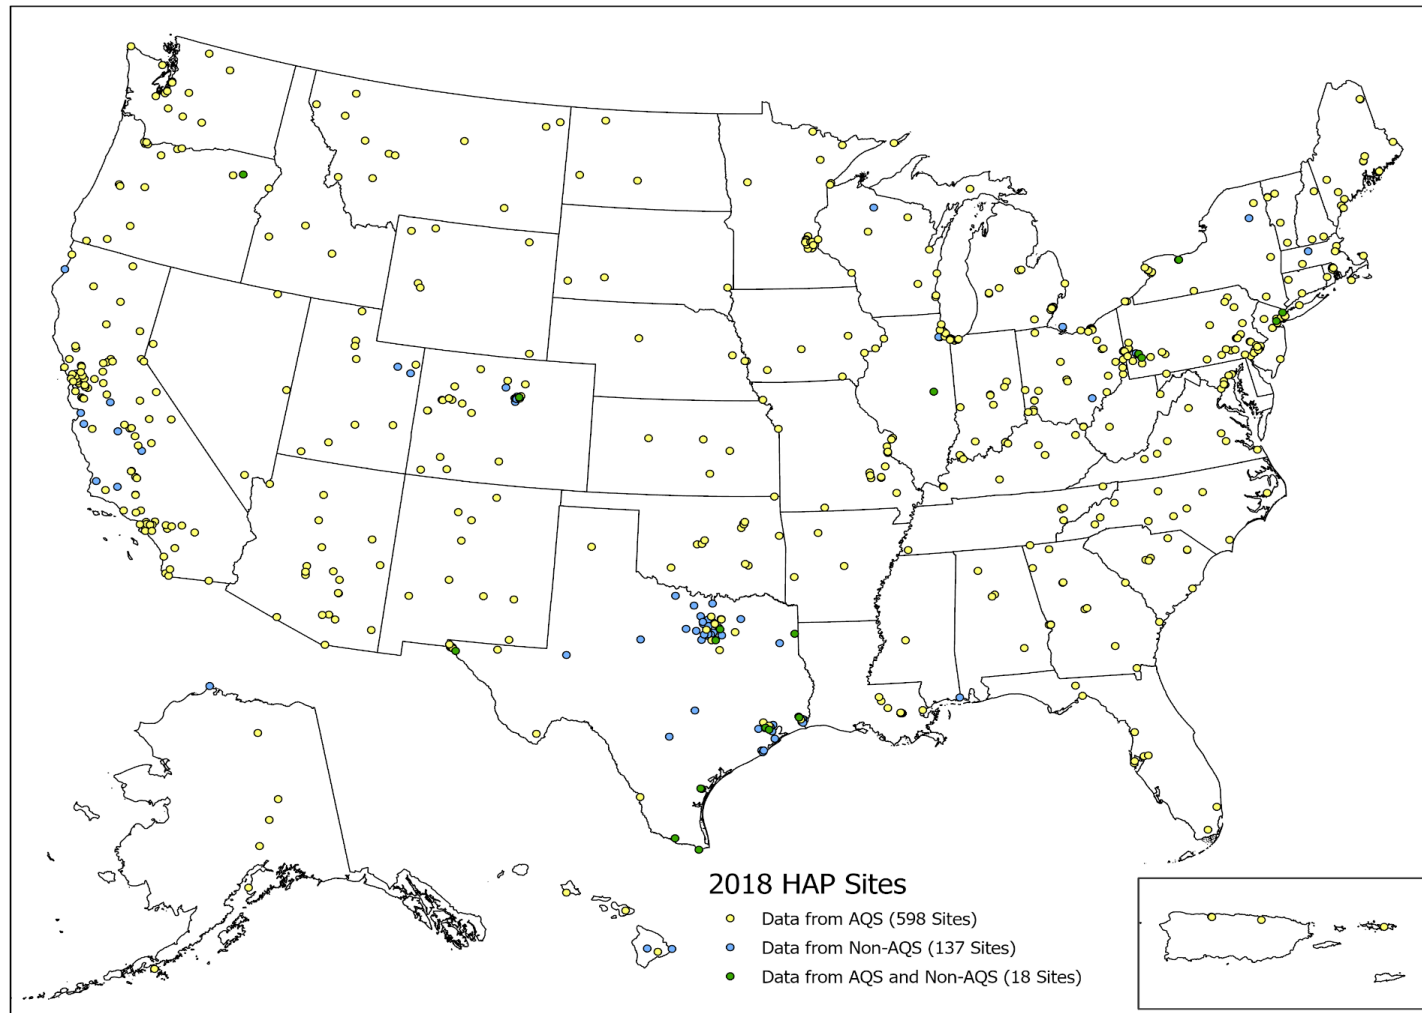 2018 HAP Sites
Data from AQS (598 Sites)
Data from Non-AQS (137 Sites)
Data from AQS and Non-AQS (18 Sites)